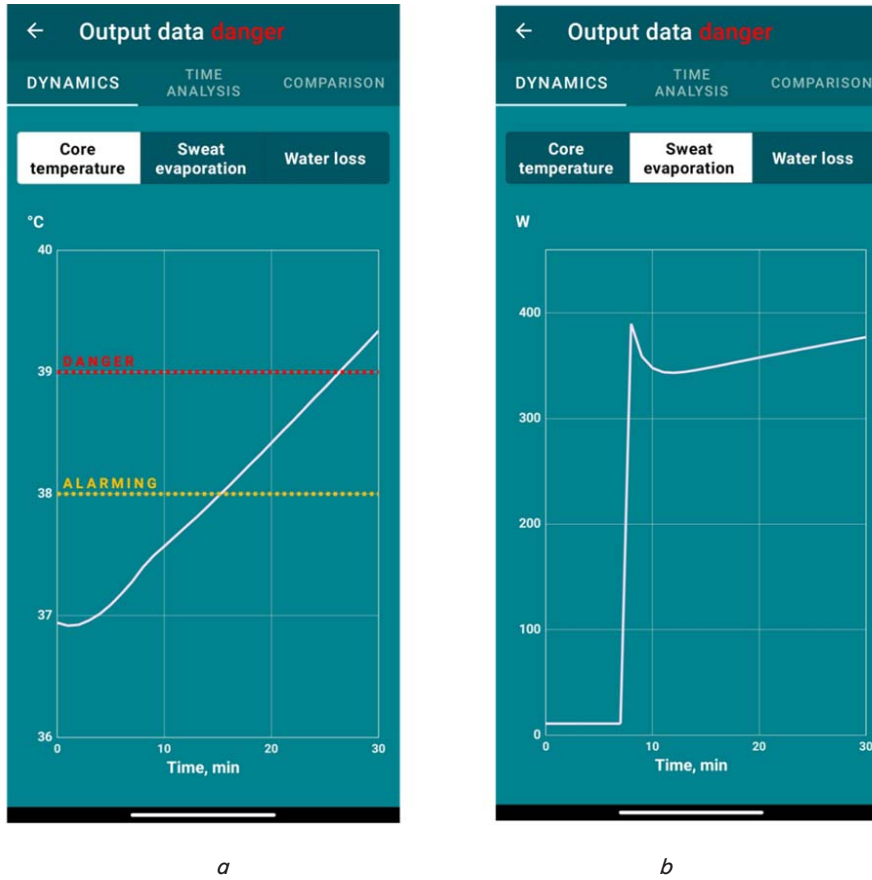 ← Output data danger
DYNAMICS
TIME
ANALYSIS
COMPARISON
Core
temperature
Sweat
evaporation
Water loss
°C
40
DANGER
39
ALARMING
38
37
36
0 10 20 30
Time, min
a
← Output data danger
DYNAMICS
TIME
ANALYSIS
COMPARISON
Core
temperature
Sweat
evaporation
Water loss
W
400
300
200
100
0
0 10 20 30
Time, min
b